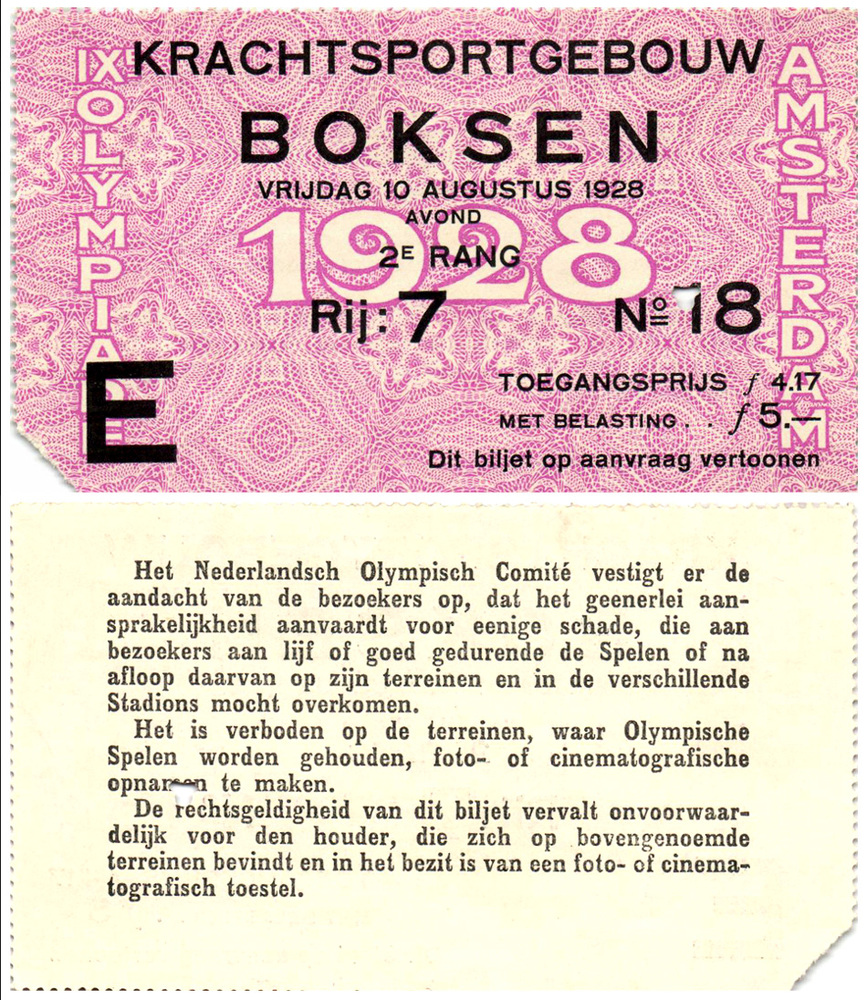 KRACHTSPORTGEBOUW
BOKSEN
VRIJDAG 10 AUGUSTUS 1928
AVOND
1928
2E RANG
Rij: 7
No 18
IX OLYMPIADE
AMSTERDAM
E
TOEGANGSPRIJS ƒ 4.17
MET BELASTING . . ƒ 5.—
Dit biljet op aanvraag vertoonen
Het Nederlandsch Olympisch Comité vestigt er de
aandacht van de bezoekers op, dat het geenerlei aan-
sprakelijkheid aanvaardt voor eenige schade, die aan
bezoekers aan lijf of goed gedurende de Spelen of na
afloop daarvan op zijn terreinen en in de verschillende
Stadions mocht overkomen.
Het is verboden op de terreinen, waar Olympische
Spelen worden gehouden, foto- of cinematografische
opnamen te maken.
De rechtsgeldigheid van dit biljet vervalt onvoorwaar-
delijk voor den houder, die zich op bovengenoemde
terreinen bevindt en in het bezit is van een foto- of cinema-
tografisch toestel.